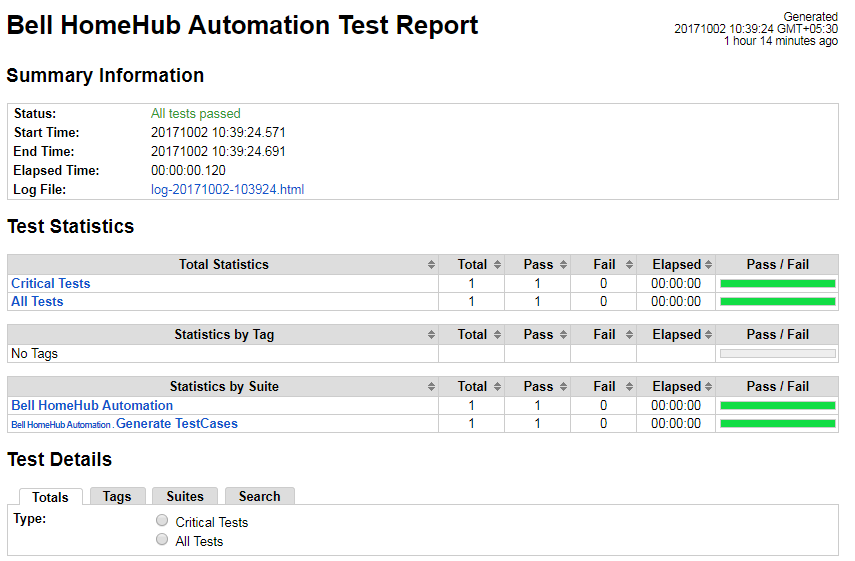 Bell HomeHub Automation Test Report
Generated
20171002 10:39:24 GMT+05:30
1 hour 14 minutes ago
Summary Information
Status: All tests passed
Start Time: 20171002 10:39:24.571
End Time: 20171002 10:39:24.691
Elapsed Time: 00:00:00.120
Log File: log-20171002-103924.html
Test Statistics
Total Statistics Total Pass Fail Elapsed Pass / Fail
Critical Tests 1 1 0 00:00:00
All Tests 1 1 0 00:00:00
Statistics by Tag Total Pass Fail Elapsed Pass / Fail
No Tags
Statistics by Suite Total Pass Fail Elapsed Pass / Fail
Bell HomeHub Automation 1 1 0 00:00:00
Bell HomeHub Automation . Generate TestCases 1 1 0 00:00:00
Test Details
Totals Tags Suites Search
Type: Critical Tests
All Tests